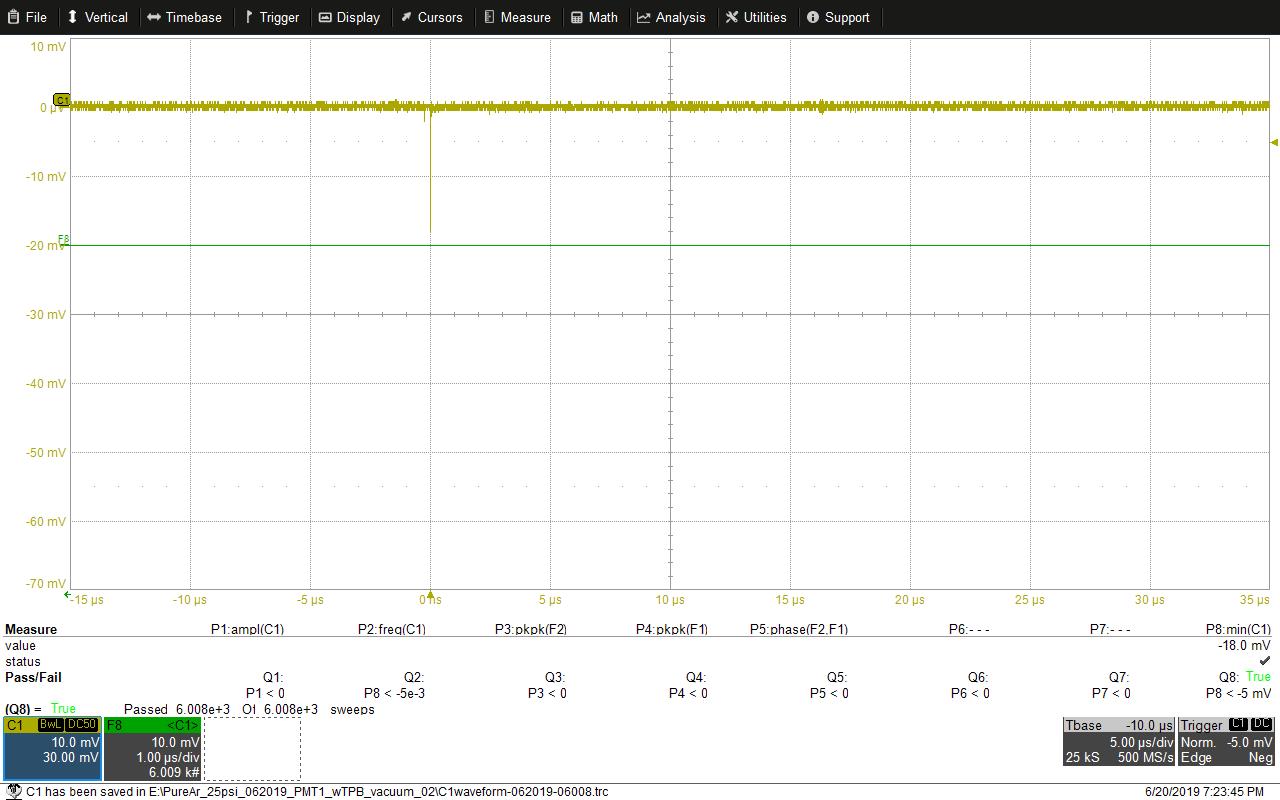 File Vertical Timebase Trigger Display Cursors Measure Math Analysis Utilities Support
10 mV
C1
0 µ
-10 mV
F8
-20 mV
-30 mV
-40 mV
-50 mV
-60 mV
-70 mV
-15 µs -10 µs -5 µs 0 ns 5 µs 10 µs 15 µs 20 µs 25 µs 30 µs 35 µs
Measure P1:ampl(C1) P2:freq(C1) P3:pkpk(F2) P4:pkpk(F1) P5:phase(F2,F1) P6:- - - P7:- - - P8:min(C1)
value -18.0 mV
status
Pass/Fail Q1: Q2: Q3: Q4: Q5: Q6: Q7: Q8: True
P1 < 0 P8 < -5e-3 P3 < 0 P4 < 0 P5 < 0 P6 < 0 P7 < 0 P8 < -5 mV
(Q8) = True Passed 6.008e+3 Of 6.008e+3 sweeps
C1 BwL DC50 F8 <C1> Tbase -10.0 µs Trigger C1 DC
10.0 mV 10.0 mV 5.00 µs/div Norm. -5.0 mV
30.00 mV 1.00 µs/div 25 kS 500 MS/s Edge Neg
6.009 k#
C1 has been saved in E:\PureAr_25psi_062019_PMT1_wTPB_vacuum_02\C1waveform-062019-06008.trc 6/20/2019 7:23:45 PM